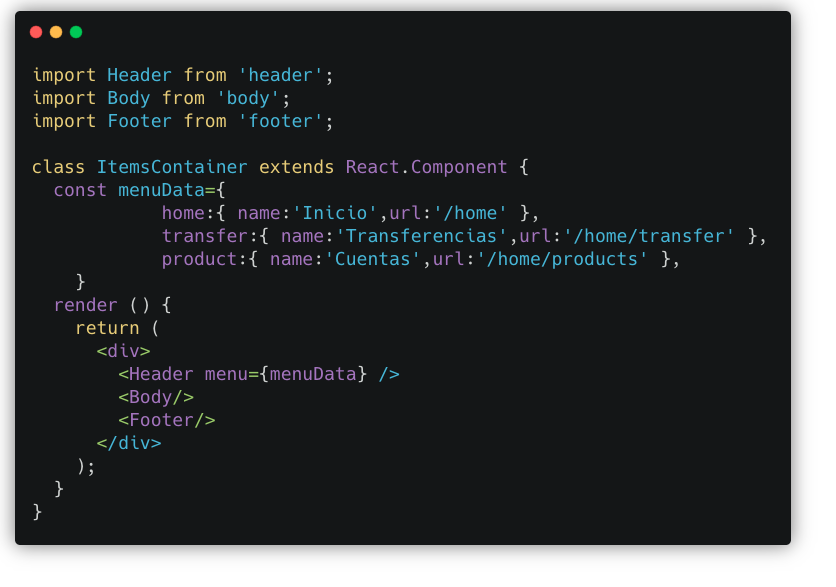 import Header from 'header';
import Body from 'body';
import Footer from 'footer';

class ItemsContainer extends React.Component {
  const menuData={
            home:{ name:'Inicio',url:'/home' },
            transfer:{ name:'Transferencias',url:'/home/transfer' },
            product:{ name:'Cuentas',url:'/home/products' },
    }
  render () {
    return (
      <div>
        <Header menu={menuData} />
        <Body/>
        <Footer/>
      </div>
    );
  }
}